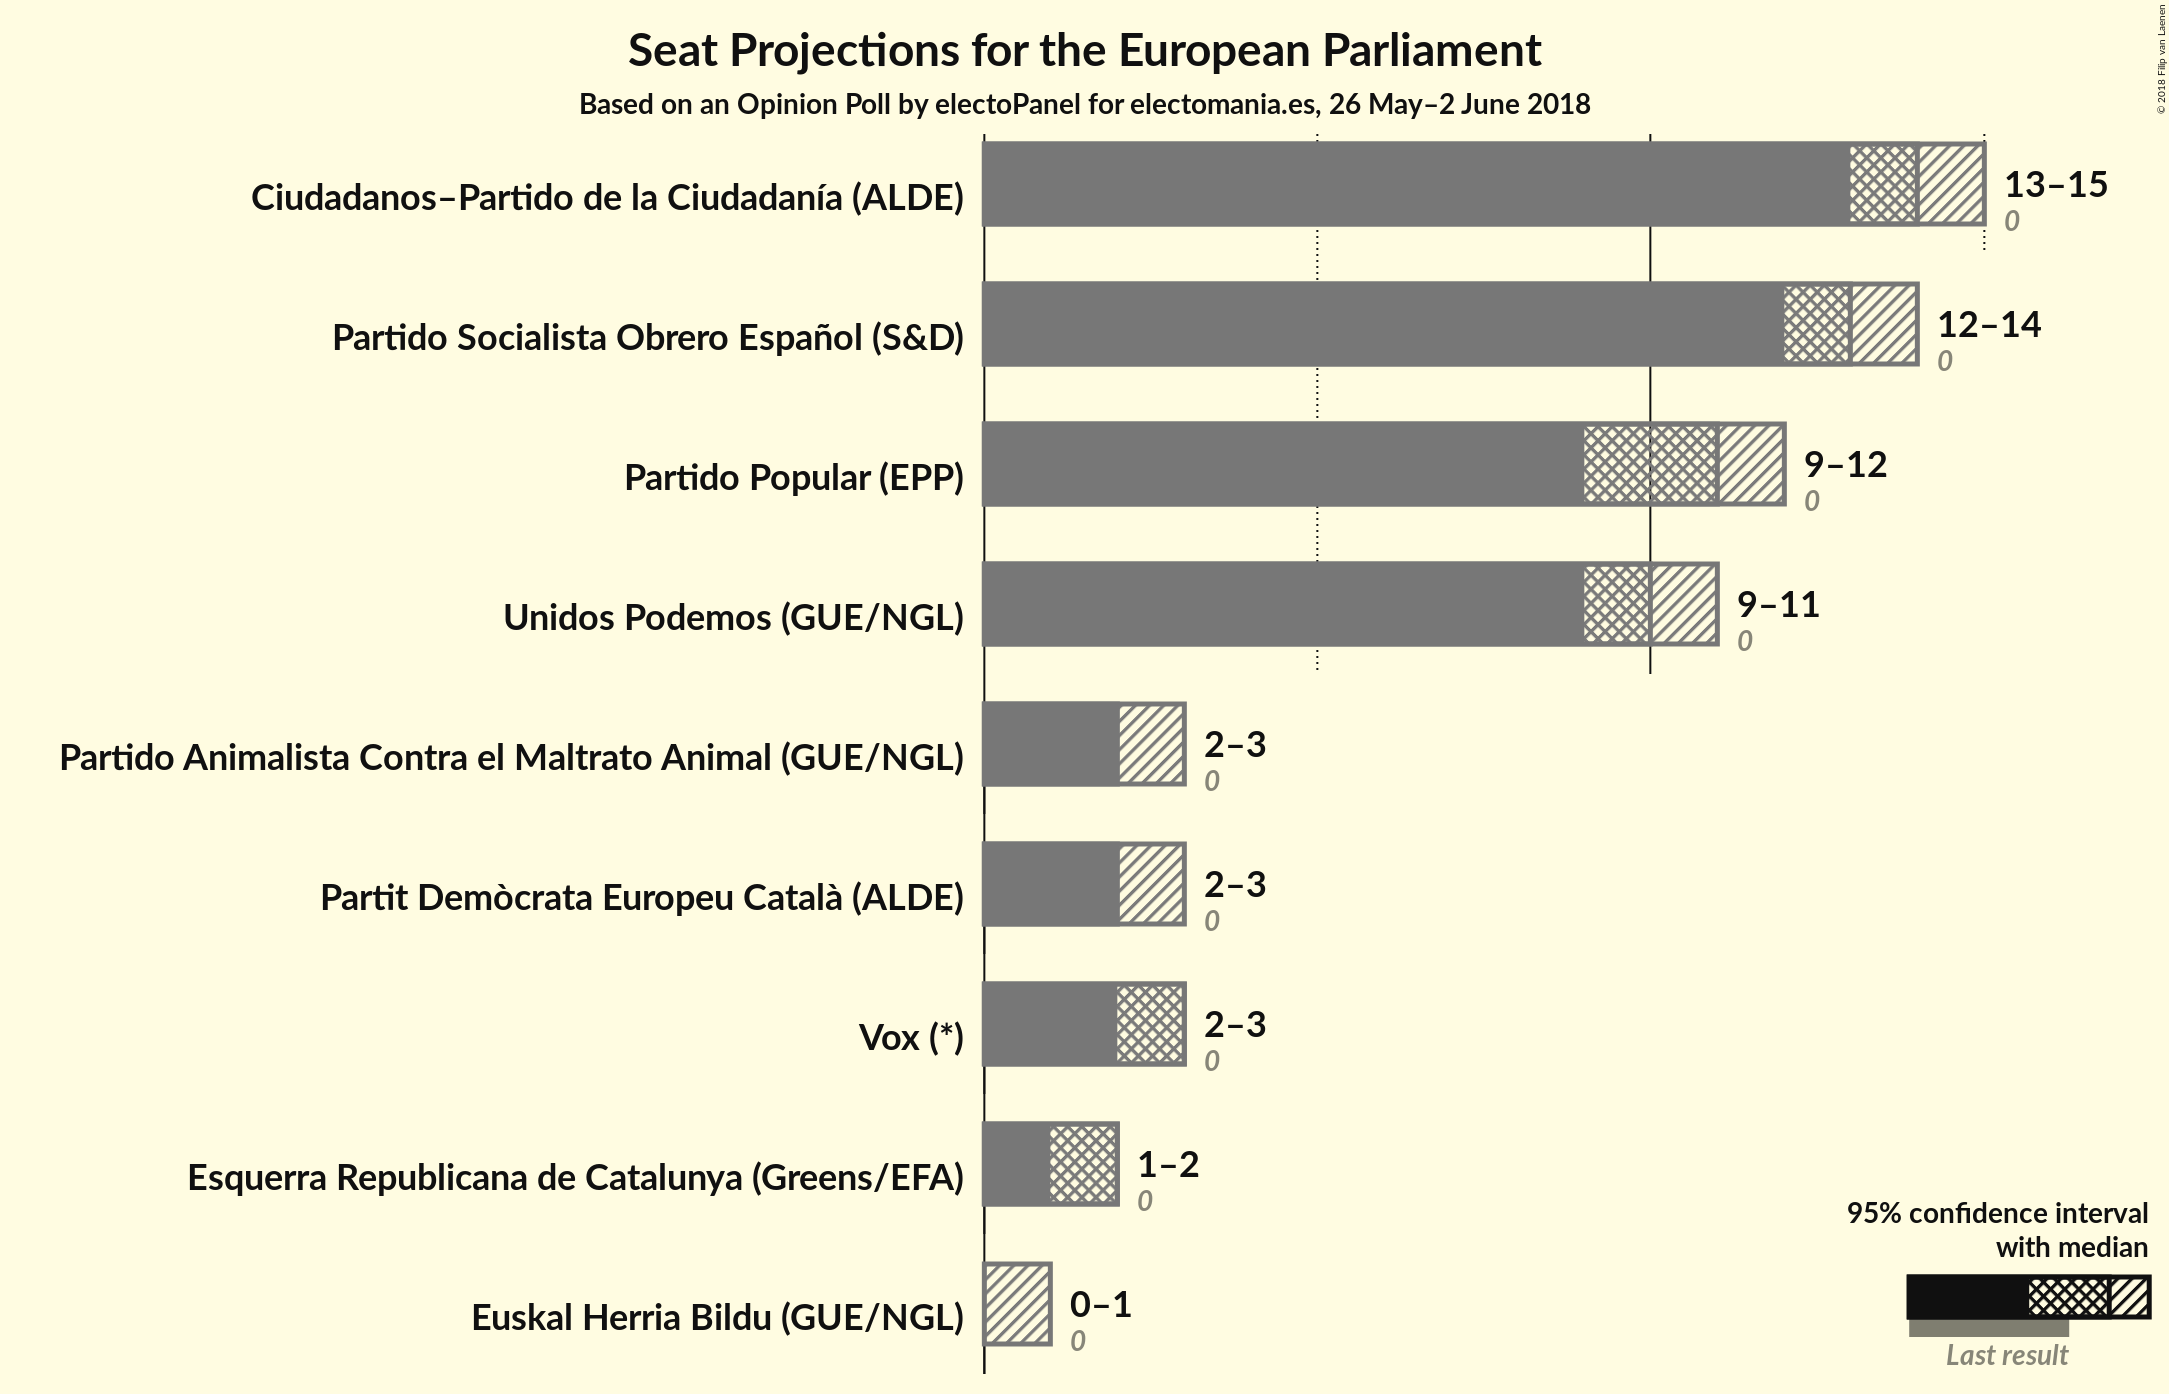 Seat Projections for the European Parliament
Based on an Opinion Poll by electoPanel for electomania.es, 26 May–2 June 2018
© 2018 Filip van Laenen
Ciudadanos–Partido de la Ciudadanía (ALDE)
13–15
0
Partido Socialista Obrero Español (S&D)
12–14
0
Partido Popular (EPP)
9–12
0
Unidos Podemos (GUE/NGL)
9–11
0
Partido Animalista Contra el Maltrato Animal (GUE/NGL)
2–3
0
Partit Demòcrata Europeu Català (ALDE)
2–3
0
Vox (*)
2–3
0
Esquerra Republicana de Catalunya (Greens/EFA)
1–2
0
Euskal Herria Bildu (GUE/NGL)
0–1
0
95% confidence interval
with median
Last result